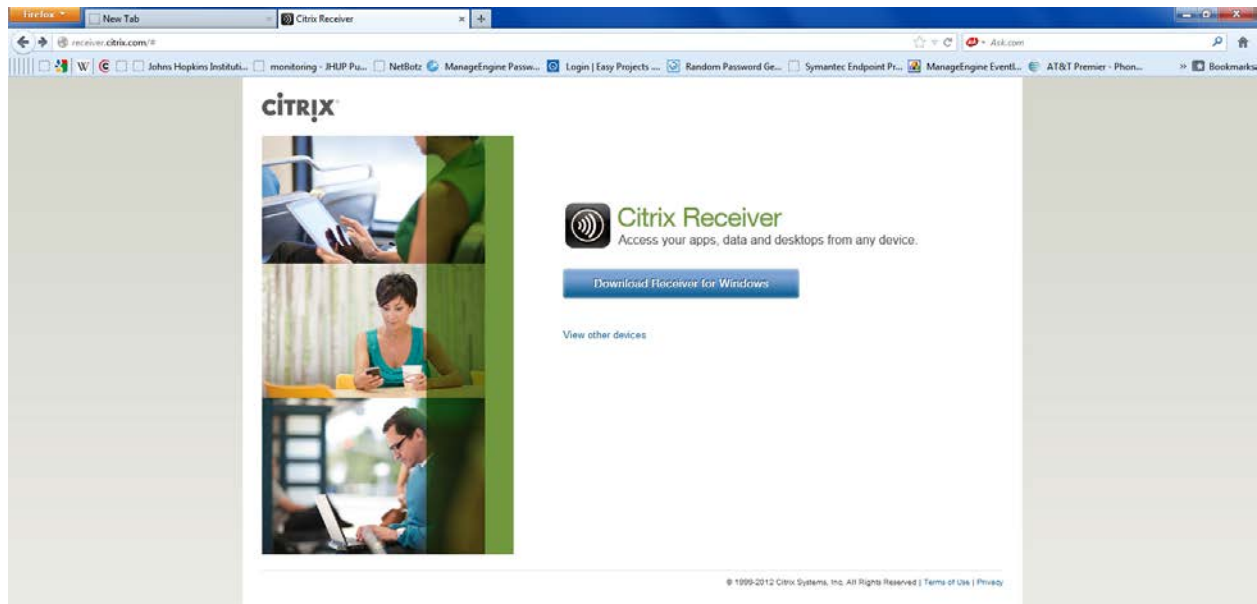 Firefox
New Tab
Citrix Receiver
receiver.citrix.com/#
Ask.com
W
Johns Hopkins Instituti...
monitoring - JHUP Pu...
NetBotz
ManageEngine Passw...
Login | Easy Projects ....
Random Password Ge...
Symantec Endpoint Pr...
ManageEngine EventL...
AT&T Premier - Phon...
»
Bookmarks
CİTRỊX
Citrix Receiver
Access your apps, data and desktops from any device.
Download Receiver for Windows
View other devices
© 1999-2012 Citrix Systems, Inc. All Rights Reserved | Terms of Use | Privacy